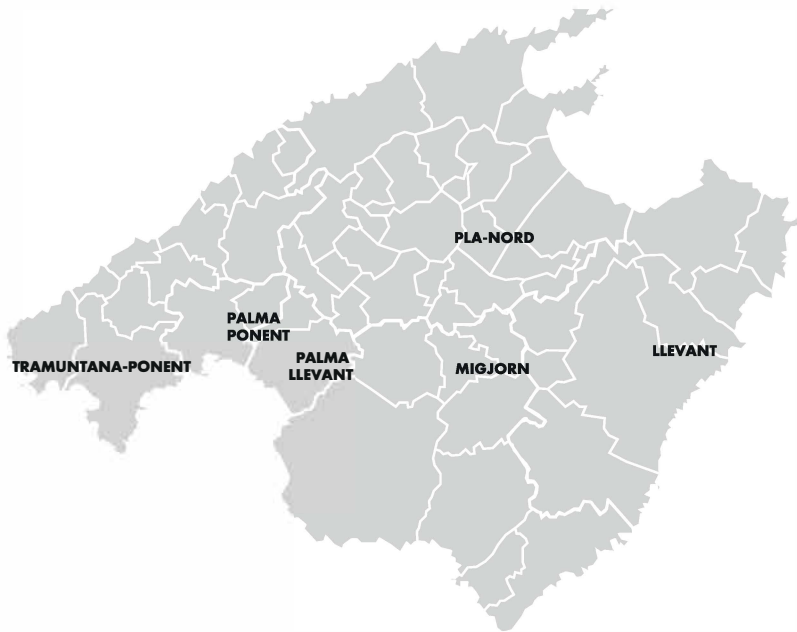 PLA-NORD
PALMA
PONENT
PALMA
LLEVANT
TRAMUNTANA-PONENT
MIGJORN
LLEVANT